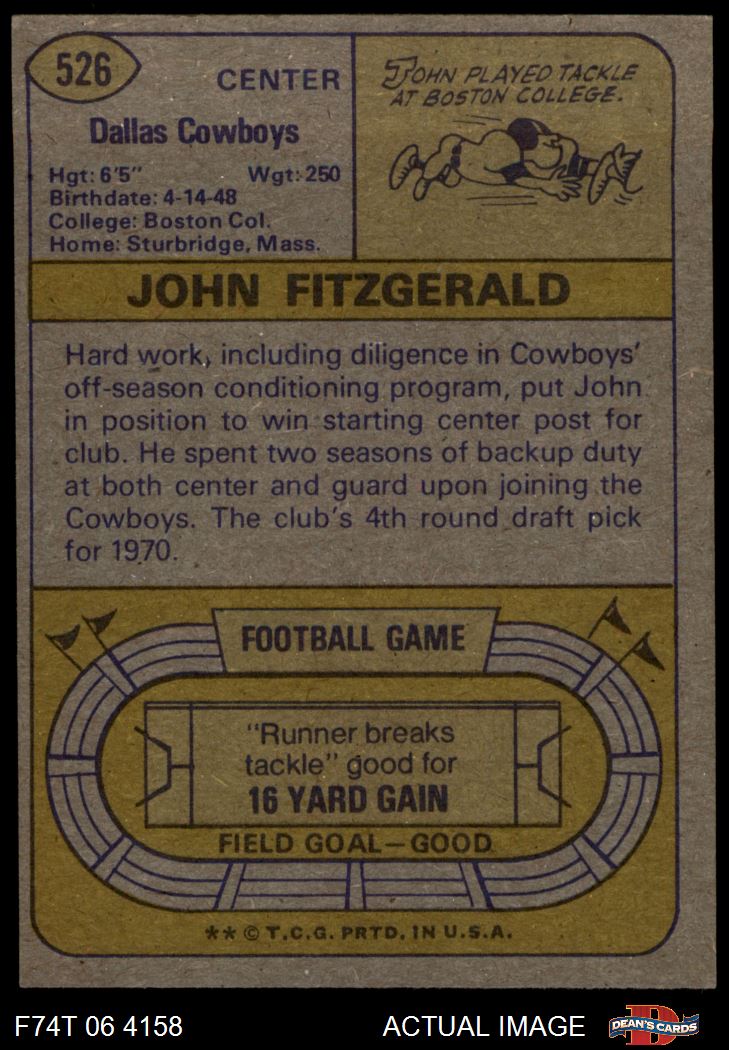 526
CENTER
Dallas Cowboys
Hgt: 6'5" Wgt: 250
Birthdate: 4-14-48
College: Boston Col.
Home: Sturbridge, Mass.
JOHN PLAYED TACKLE
AT BOSTON COLLEGE.
JOHN FITZGERALD
Hard work, including diligence in Cowboys'
off-season conditioning program, put John
in position to win starting center post for
club. He spent two seasons of backup duty
at both center and guard upon joining the
Cowboys. The club's 4th round draft pick
for 1970.
FOOTBALL GAME
"Runner breaks
tackle" good for
16 YARD GAIN
FIELD GOAL—GOOD
** © T.C.G. PRTD. IN U.S.A.
F74T 06 4158 ACTUAL IMAGE
D
DEAN'S CARDS